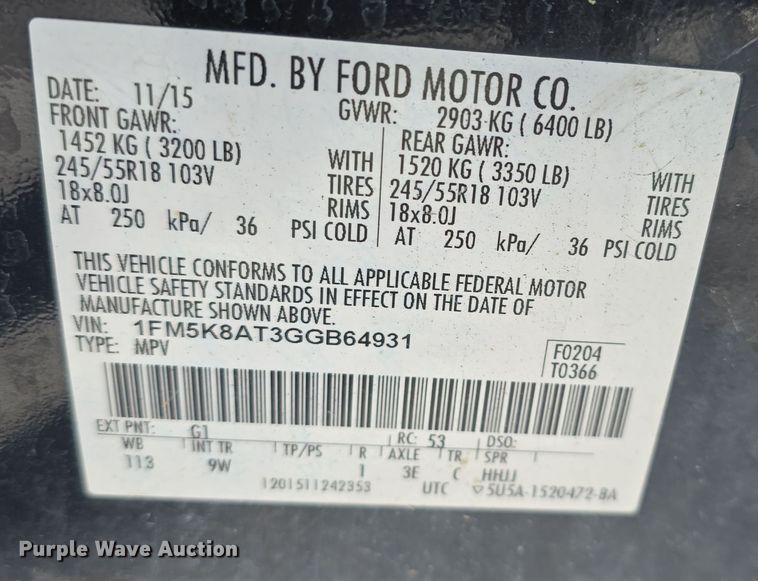 MFD. BY FORD MOTOR CO.
DATE: 11/15 GVWR: 2903 KG ( 6400 LB)
FRONT GAWR: REAR GAWR:
1452 KG ( 3200 LB) WITH 1520 KG ( 3350 LB) WITH
245/55R18 103V TIRES 245/55R18 103V TIRES
18x8.0J RIMS 18x8.0J RIMS
AT 250 kPa/ 36 PSI COLD AT 250 kPa/ 36 PSI COLD
THIS VEHICLE CONFORMS TO ALL APPLICABLE FEDERAL MOTOR
VEHICLE SAFETY STANDARDS IN EFFECT ON THE DATE OF
MANUFACTURE SHOWN ABOVE.
VIN: 1FM5K8AT3GGB64931
TYPE: MPV
F0204
T0366
EXT PNT: G1 RC: 53 DSO:
WB INT TR TP/PS R AXLE TR SPR
113 9W 1 3E C HHJJ
1201511242353 UTC ▽5U5A-1520472-BA
Purple Wave Auction